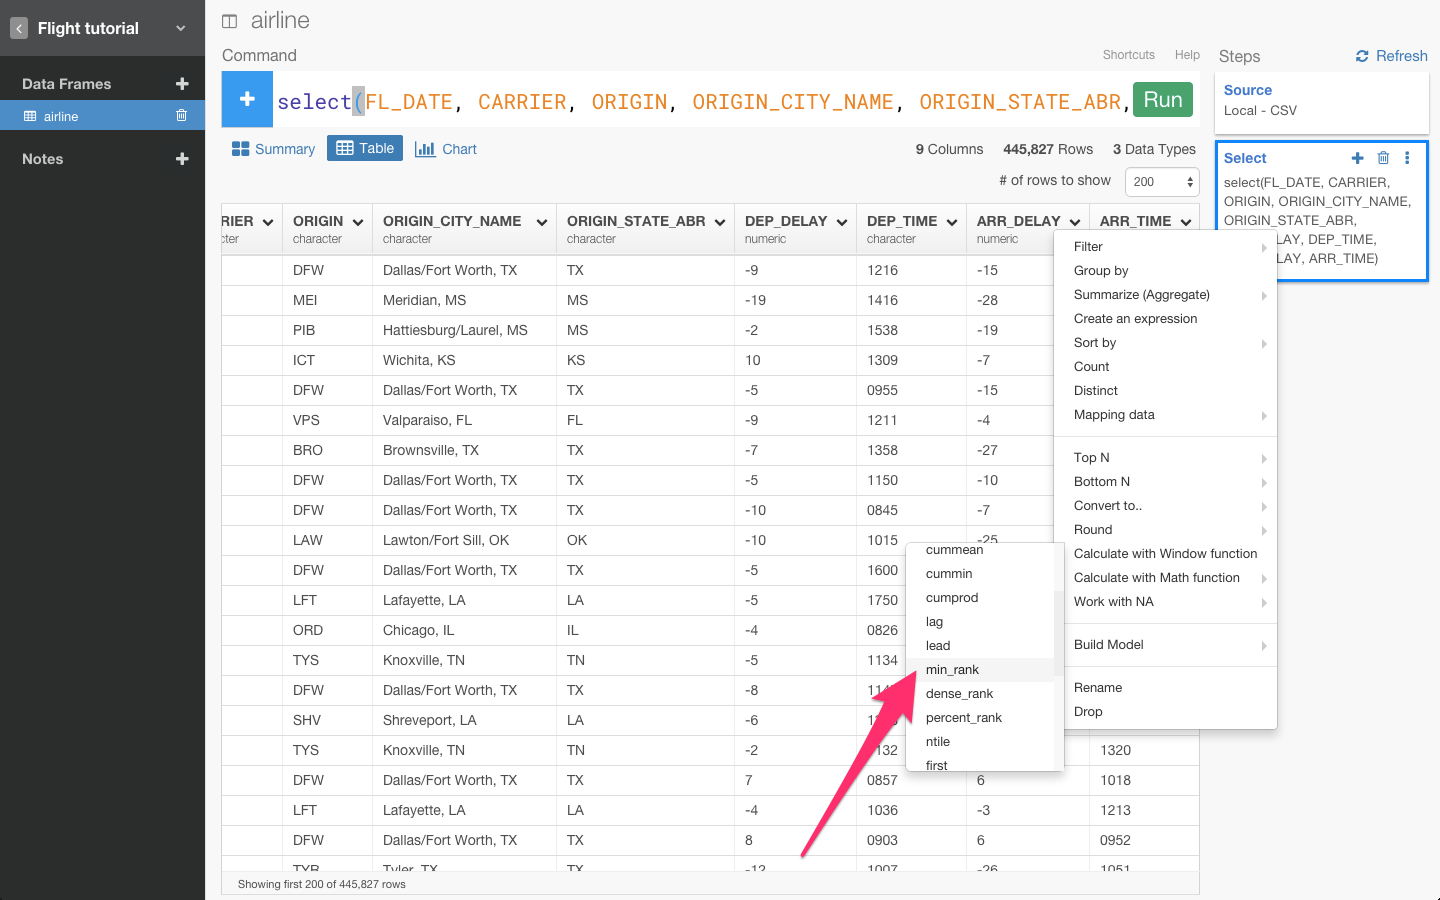 Flight tutorial
Data Frames
airline
Notes
airline
Command
Shortcuts Help
select(FL_DATE, CARRIER, ORIGIN, ORIGIN_CITY_NAME, ORIGIN_STATE_ABR,
Run
Summary Table Chart
9 Columns 445,827 Rows 3 Data Types
# of rows to show 200
RIER ORIGIN ORIGIN_CITY_NAME ORIGIN_STATE_ABR DEP_DELAY DEP_TIME ARR_DELAY ARR_TIME
cter character character character numeric character numeric
DFW Dallas/Fort Worth, TX TX -9 1216 -15
MEI Meridian, MS MS -19 1416 -28
PIB Hattiesburg/Laurel, MS MS -2 1538 -19
ICT Wichita, KS KS 10 1309 -7
DFW Dallas/Fort Worth, TX TX -5 0955 -15
VPS Valparaiso, FL FL -9 1211 -4
BRO Brownsville, TX TX -7 1358 -27
DFW Dallas/Fort Worth, TX TX -5 1150 -10
DFW Dallas/Fort Worth, TX TX -10 0845 -7
LAW Lawton/Fort Sill, OK OK -10 1015 -25
DFW Dallas/Fort Worth, TX TX -5 1600
LFT Lafayette, LA LA -5 1750
ORD Chicago, IL IL -4 0826
TYS Knoxville, TN TN -5 1134
DFW Dallas/Fort Worth, TX TX -8
SHV Shreveport, LA LA -6
TYS Knoxville, TN TN -2 1132 1320
DFW Dallas/Fort Worth, TX TX 7 0857 6 1018
LFT Lafayette, LA LA -4 1036 -3 1213
DFW Dallas/Fort Worth, TX TX 8 0903 6 0952
TYR Tyler, TX TX -12 1007 -26 1051
Showing first 200 of 445,827 rows
cummean
cummin
cumprod
lag
lead
min_rank
dense_rank
percent_rank
ntile
first
Filter
Group by
Summarize (Aggregate)
Create an expression
Sort by
Count
Distinct
Mapping data
Top N
Bottom N
Convert to..
Round
Calculate with Window function
Calculate with Math function
Work with NA
Build Model
Rename
Drop
Steps
Refresh
Source
Local - CSV
Select
select(FL_DATE, CARRIER,
ORIGIN, ORIGIN_CITY_NAME,
ORIGIN_STATE_ABR,
LAY, DEP_TIME,
LAY, ARR_TIME)